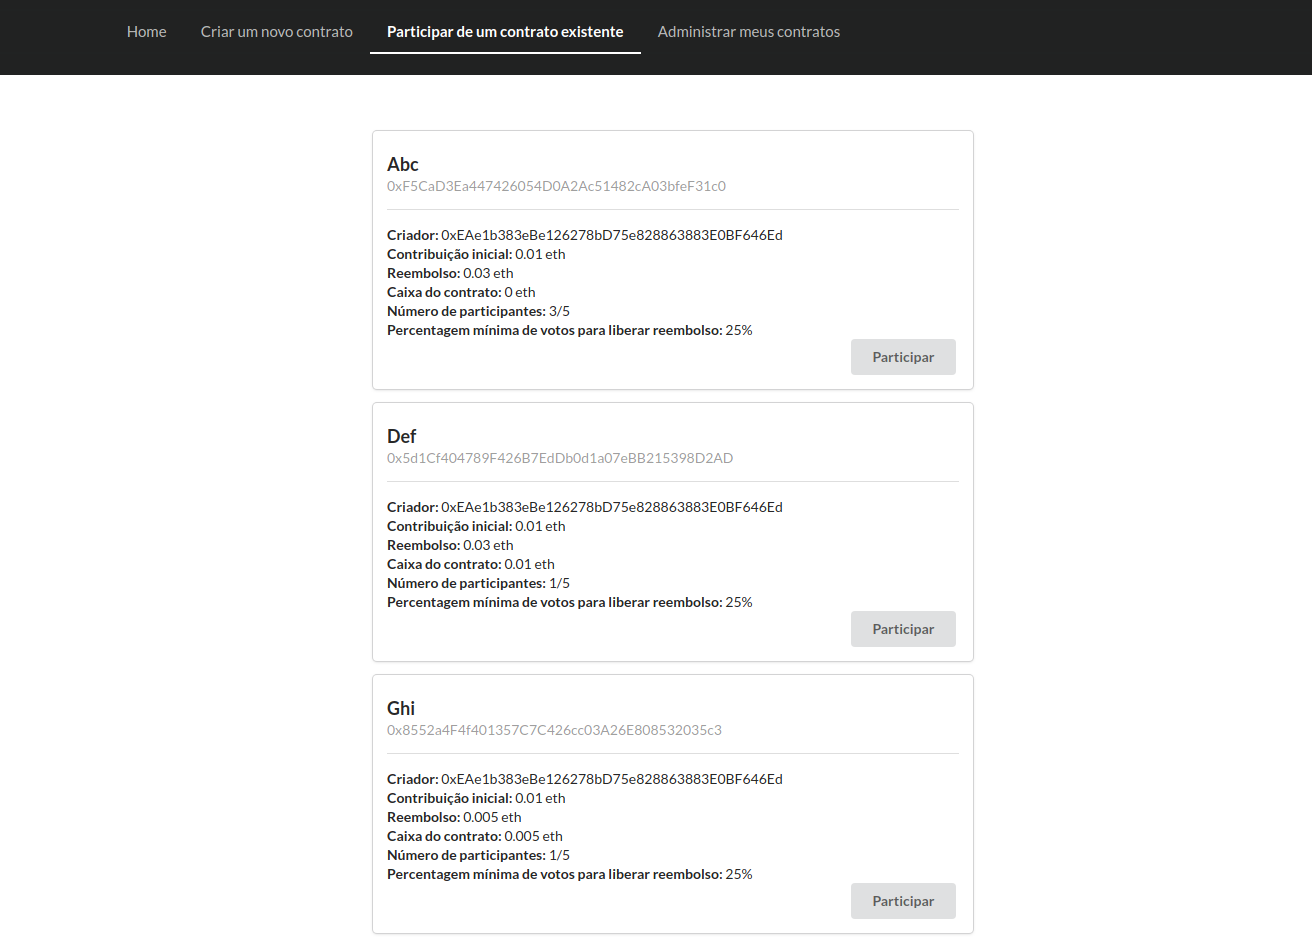 Home Criar um novo contrato Participar de um contrato existente Administrar meus contratos
Abc
0xF5CaD3Ea447426054D0A2Ac51482cA03bfeF31c0
Criador: 0xEAe1b383eBe126278bD75e828863883E0BF646Ed
Contribuição inicial: 0.01 eth
Reembolso: 0.03 eth
Caixa do contrato: 0 eth
Número de participantes: 3/5
Percentagem mínima de votos para liberar reembolso: 25%
Participar
Def
0x5d1Cf404789F426B7EdDb0d1a07eBB215398D2AD
Criador: 0xEAe1b383eBe126278bD75e828863883E0BF646Ed
Contribuição inicial: 0.01 eth
Reembolso: 0.03 eth
Caixa do contrato: 0.01 eth
Número de participantes: 1/5
Percentagem mínima de votos para liberar reembolso: 25%
Participar
Ghi
0x8552a4F4f401357C7C426cc03A26E808532035c3
Criador: 0xEAe1b383eBe126278bD75e828863883E0BF646Ed
Contribuição inicial: 0.01 eth
Reembolso: 0.005 eth
Caixa do contrato: 0.005 eth
Número de participantes: 1/5
Percentagem mínima de votos para liberar reembolso: 25%
Participar